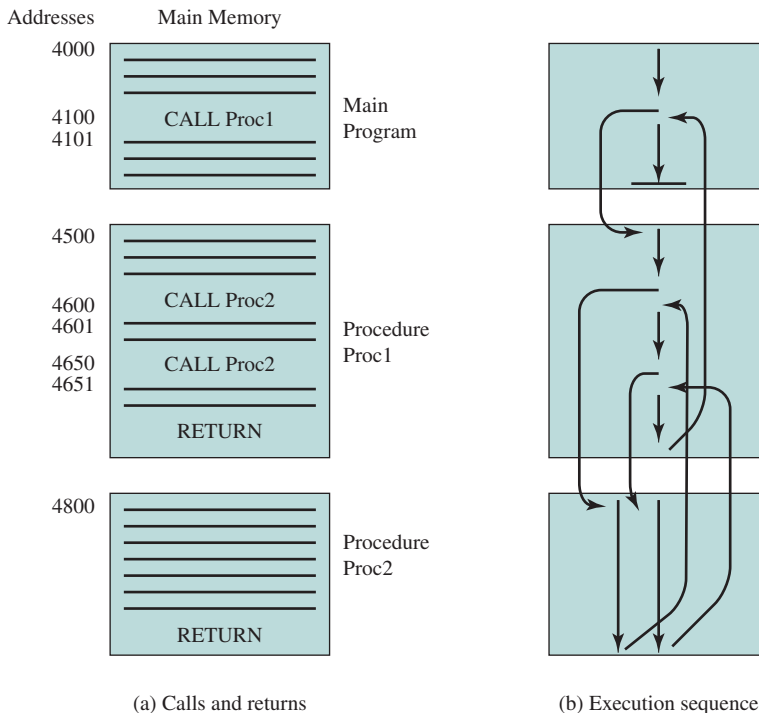 Addresses Main Memory
4000
4100 CALL Proc1
4101
Main
Program
4500
4600 CALL Proc2
4601
4650 CALL Proc2
4651
RETURN
Procedure
Proc1
4800
RETURN
Procedure
Proc2
(a) Calls and returns
(b) Execution sequence